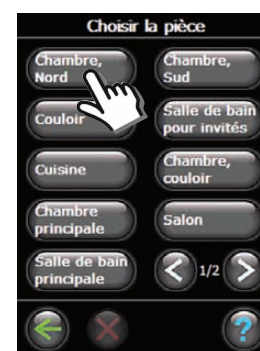 Choisir la pièce
Chambre,
Nord
Chambre,
Sud
Couloir
Salle de bain
pour invités
Cuisine
Chambre,
couloir
Chambre
principale
Salon
Salle de bain
principale
< 1/2 >
?